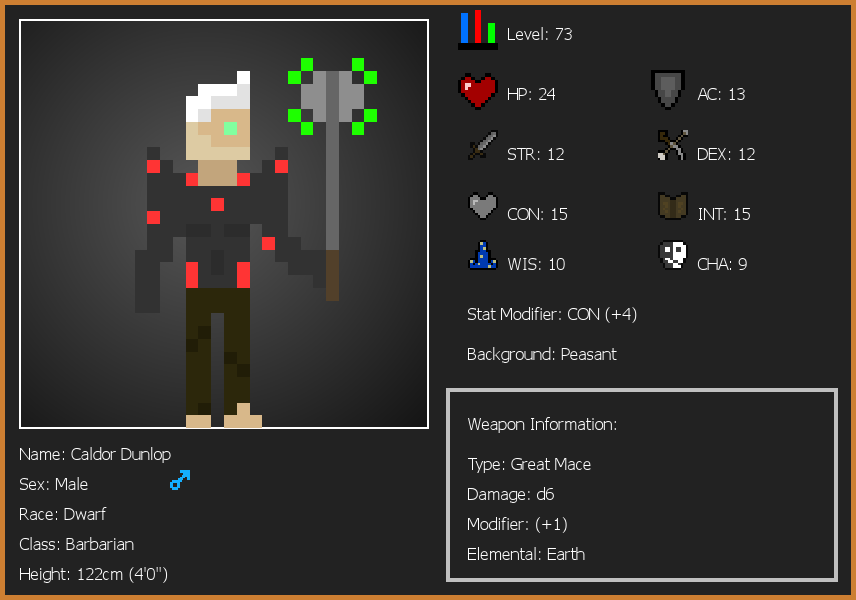 Level: 73
HP: 24
AC: 13
STR: 12
DEX: 12
CON: 15
INT: 15
WIS: 10
CHA: 9
Stat Modifier: CON (+4)
Background: Peasant
Weapon Information:
Type: Great Mace
Damage: d6
Modifier: (+1)
Elemental: Earth
Name: Caldor Dunlop
Sex: Male
Race: Dwarf
Class: Barbarian
Height: 122cm (4'0")